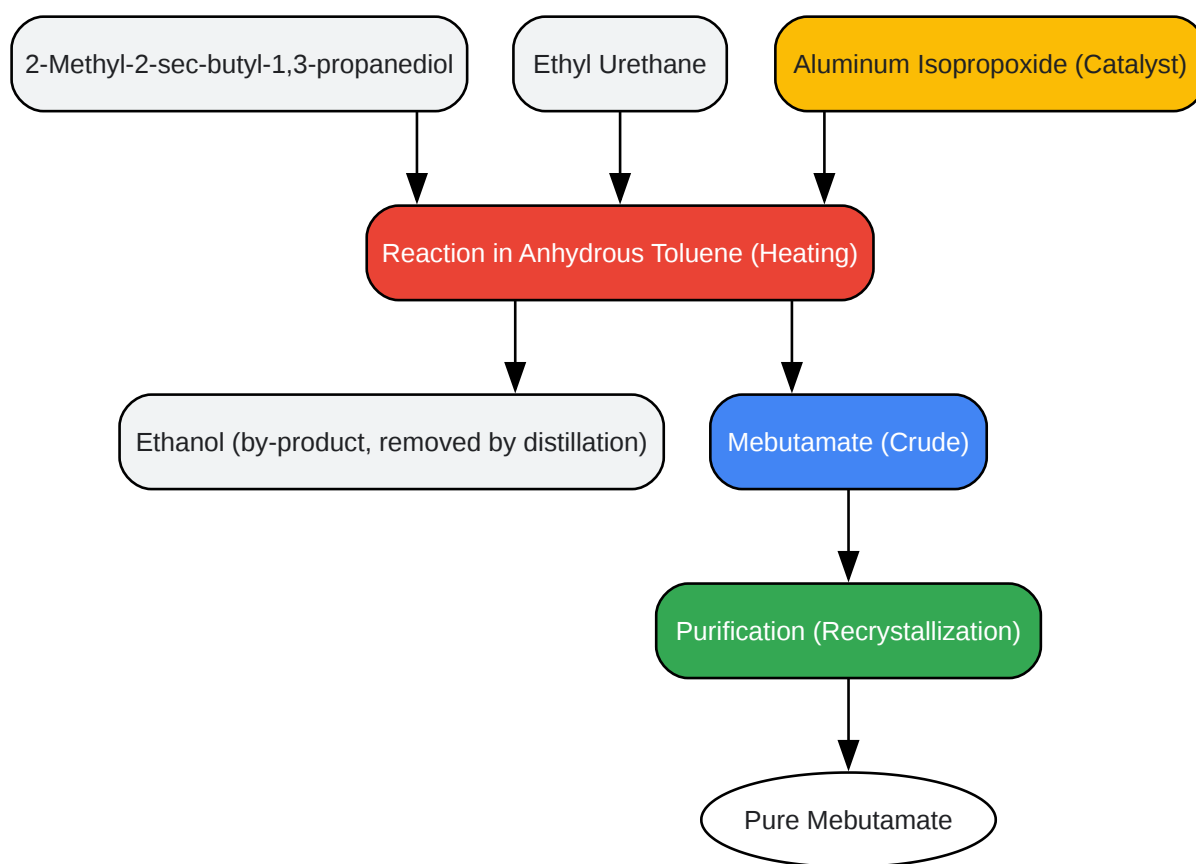 2-Methyl-2-sec-butyl-1,3-propanediol
Ethyl Urethane
Aluminum Isopropoxide (Catalyst)
Reaction in Anhydrous Toluene (Heating)
Ethanol (by-product, removed by distillation)
Mebutamate (Crude)
Purification (Recrystallization)
Pure Mebutamate